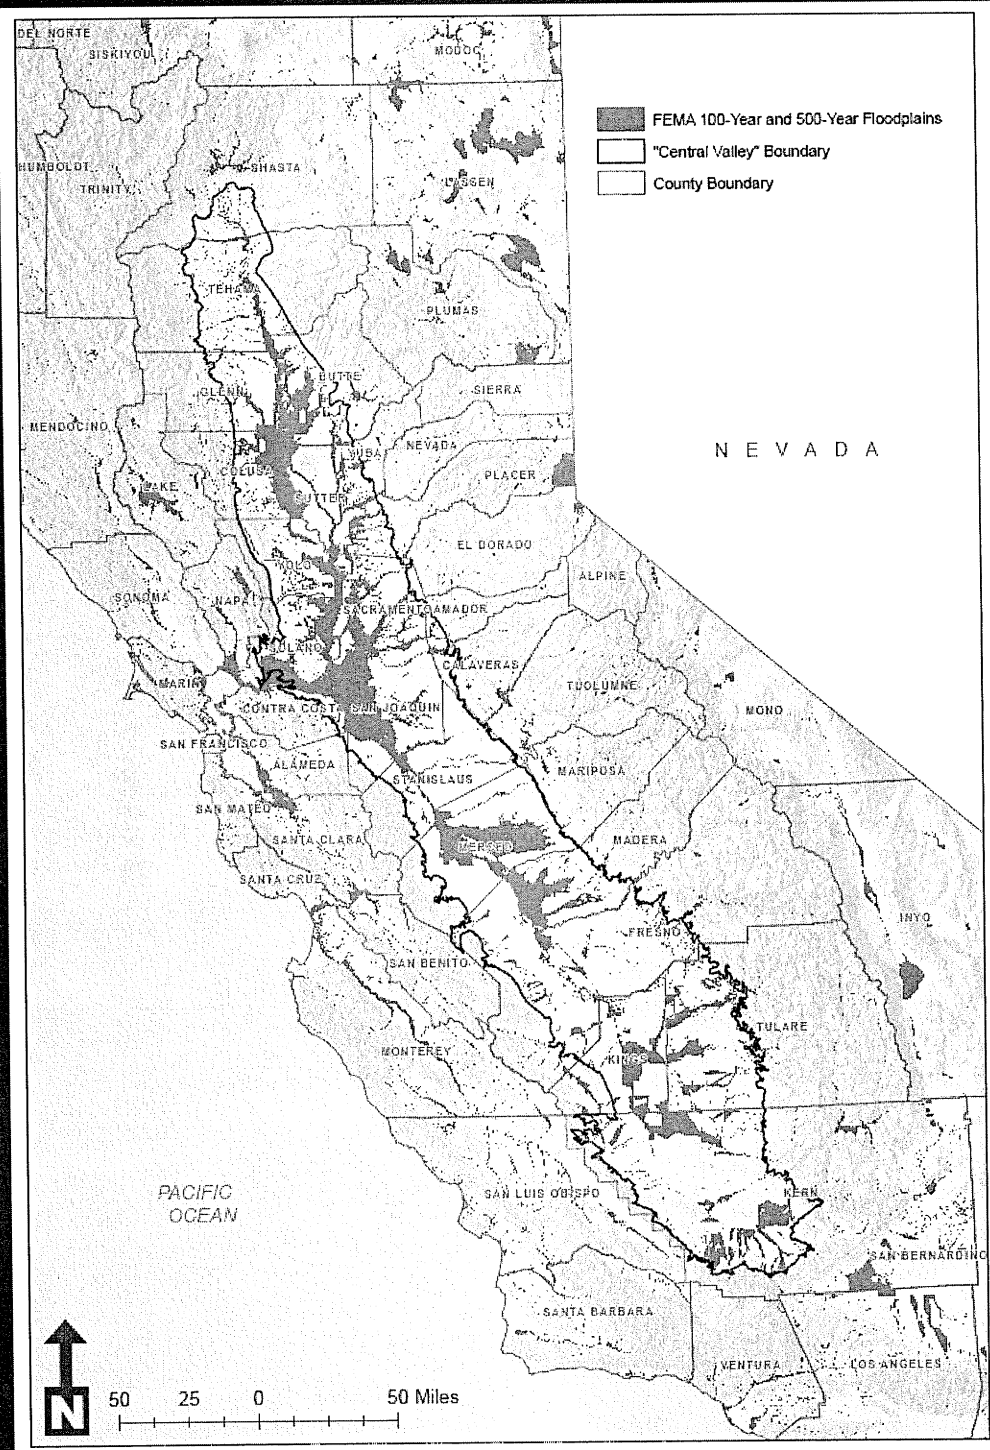 DEL NORTE
SISKIYOU
MODOC
FEMA 100-Year and 500-Year Floodplains
"Central Valley" Boundary
County Boundary
HUMBOLDT
TRINITY
SHASTA
LASSEN
TEHAMA
PLUMAS
BUTTE
GLENN
SIERRA
MENDOCINO
NEVADA
NEVADA
YUBA
COLUSA
PLACER
LAKE
SUTTER
EL DORADO
YOLO
ALPINE
SONOMA
NAPA
SACRAMENTO
AMADOR
SOLANO
CALAVERAS
MARIN
TUOLUMNE
CONTRA COSTA
SAN JOAQUIN
MONO
SAN FRANCISCO
ALAMEDA
STANISLAUS
MARIPOSA
SAN MATEO
SANTA CLARA
MERCED
MADERA
SANTA CRUZ
INYO
FRESNO
SAN BENITO
TULARE
MONTEREY
KINGS
PACIFIC
OCEAN
SAN LUIS OBISPO
KERN
SAN BERNARDINO
SANTA BARBARA
VENTURA
LOS ANGELES
N
50 25 0 50 Miles